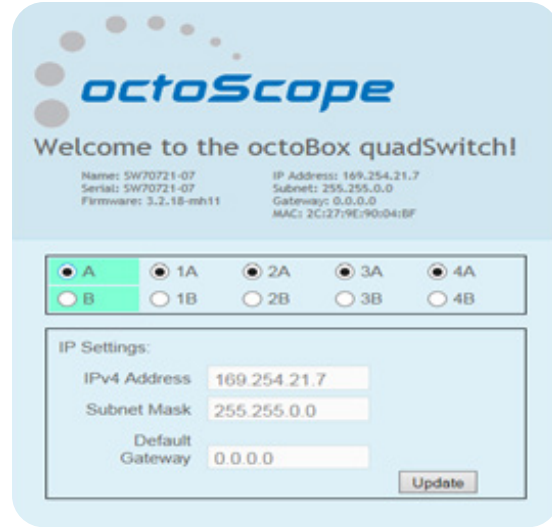 octoScope
Welcome to the octoBox quadSwitch!
Name: SW70721-07
Serial: SW70721-07
Firmware: 3.2.18-mh11
IP Address: 169.254.21.7
Subnet: 255.255.0.0
Gateway: 0.0.0.0
MAC: 2C:27:9E:90:04:BF
A 1A 2A 3A 4A
B 1B 2B 3B 4B
IP Settings:
IPv4 Address 169.254.21.7
Subnet Mask 255.255.0.0
Default
Gateway 0.0.0.0
Update